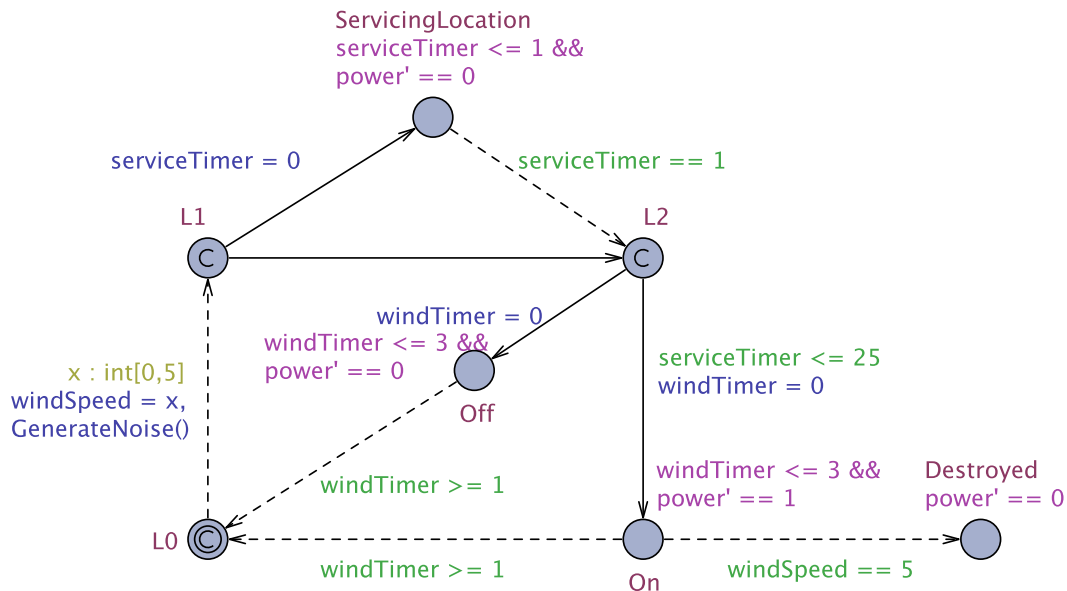 ServicingLocation
serviceTimer <= 1 &&
power' == 0
serviceTimer = 0
serviceTimer == 1
L1
L2
C
C
windTimer = 0
windTimer <= 3 &&
power' == 0
serviceTimer <= 25
windTimer = 0
x : int[0,5]
windSpeed = x,
GenerateNoise()
Off
windTimer <= 3 &&
power' == 1
Destroyed
power' == 0
windTimer >= 1
L0
C
windTimer >= 1
On
windSpeed == 5